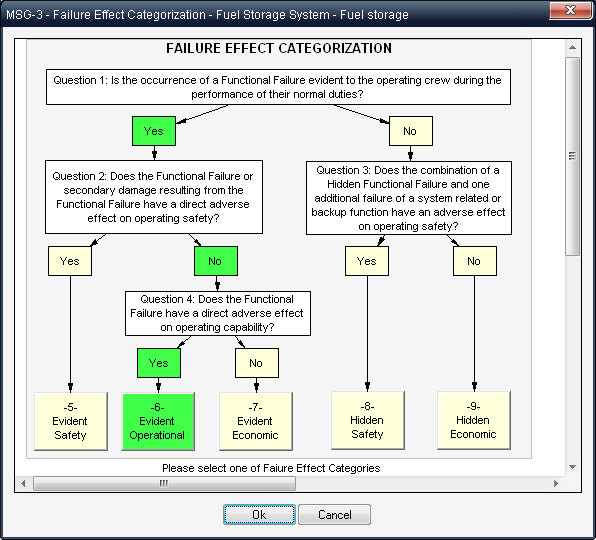 MSG-3 - Failure Effect Categorization - Fuel Storage System - Fuel storage
FAILURE EFFECT CATEGORIZATION
Question 1: Is the occurrence of a Functional Failure evident to the operating crew during the
performance of their normal duties?
Yes
No
Question 2: Does the Functional Failure or
secondary damage resulting from the
Functional Failure have a direct adverse
effect on operating safety?
Question 3: Does the combination of a
Hidden Functional Failure and one
additional failure of a system related or
backup function have an adverse effect
on operating safety?
Yes
No
Yes
No
Question 4: Does the Functional
Failure have a direct adverse effect
on operating capability?
Yes
No
-5-
Evident
Safety
-6-
Evident
Operational
-7-
Evident
Economic
-8-
Hidden
Safety
-9-
Hidden
Economic
Please select one of Faiure Effect Categories
Ok
Cancel